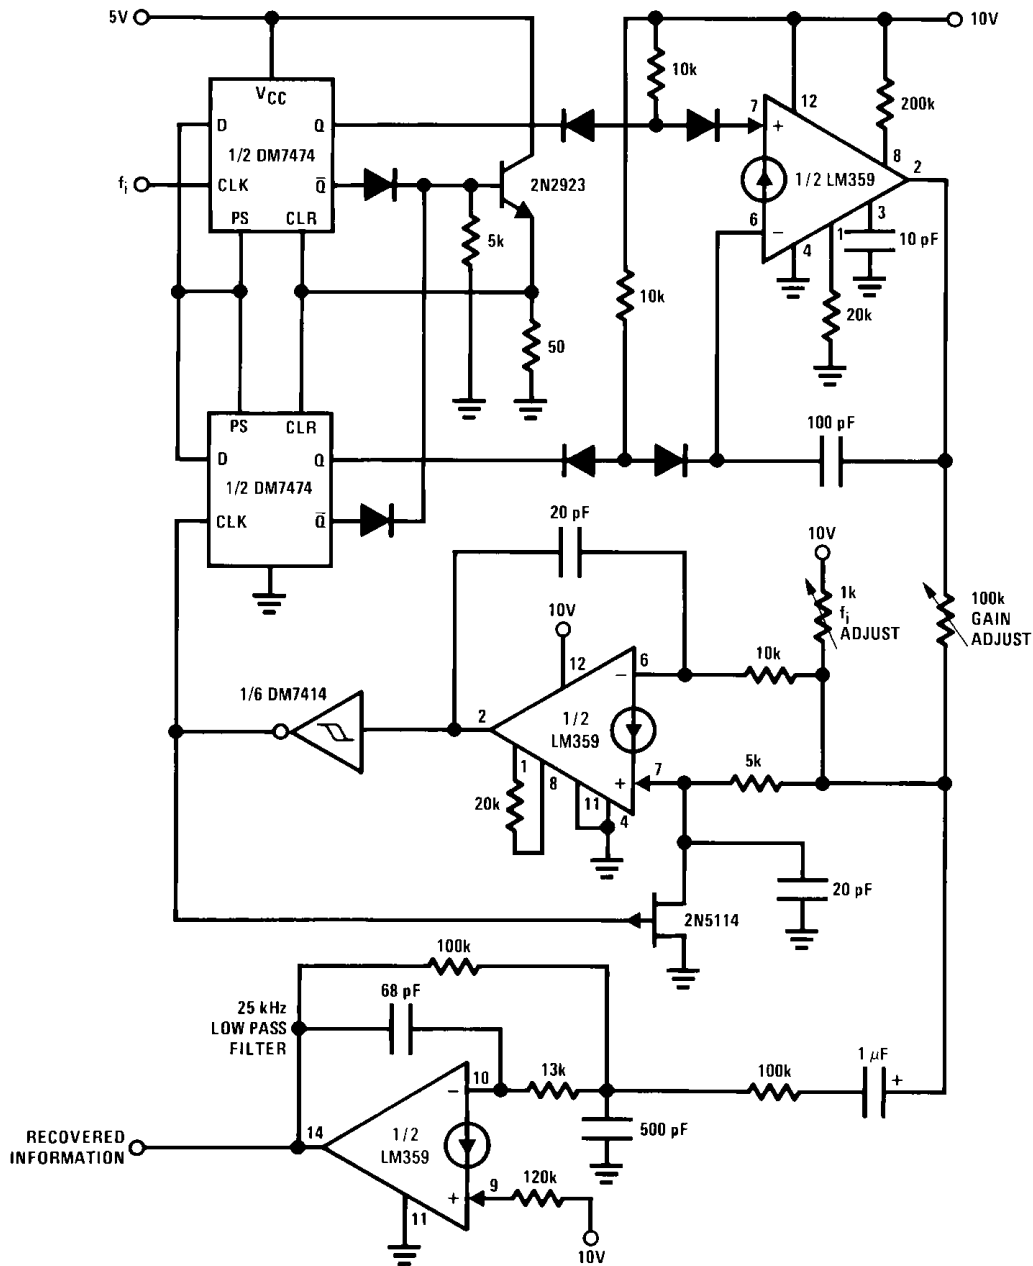 5V
10V
10k
7
12
200k
VCC
D
Q
1/2 DM7474
fi
CLK
Q̅
PS
CLR
2N2923
5k
+
1/2 LM359
8
2
6
−
3
4
1
10 pF
20k
10k
50
PS
CLR
D
Q
1/2 DM7474
CLK
Q̅
100 pF
20 pF
10V
10V
1k
fi
ADJUST
100k
GAIN
ADJUST
1/6 DM7414
12
6
10k
−
2
1/2
LM359
1
8
20k
+
7
5k
11
4
2N5114
20 pF
100k
25 kHz
LOW PASS
FILTER
68 pF
10
−
13k
100k
1 μF
+
500 pF
RECOVERED
INFORMATION
14
1/2
LM359
+
9
120k
11
10V